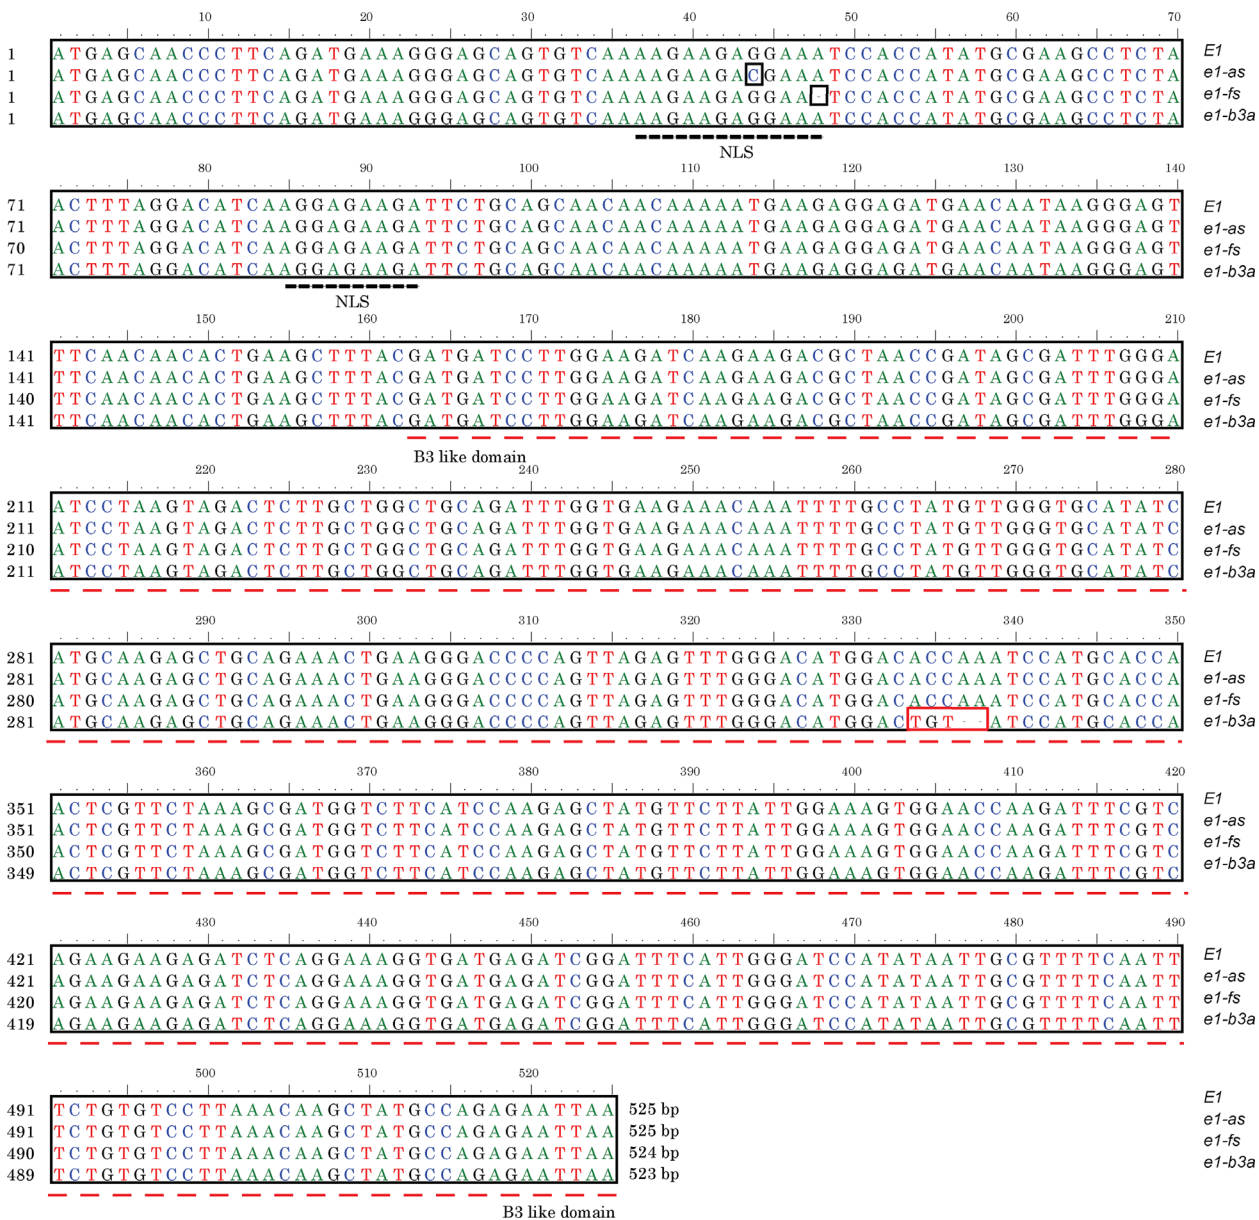 10 20 30 40 50 60 70
1 ATGAGCAACCCTTCAGATGAAAGGGAGCAGTGTCAAAAGAAGAGGAAATCCACCATATGCGAAGCCTCTA E1
1 ATGAGCAACCCTTCAGATGAAAGGGAGCAGTGTCAAAAGAAGACGAAATCCACCATATGCGAAGCCTCTA e1-as
1 ATGAGCAACCCTTCAGATGAAAGGGAGCAGTGTCAAAAGAAGAGGAA-TCCACCATATGCGAAGCCTCTA e1-fs
1 ATGAGCAACCCTTCAGATGAAAGGGAGCAGTGTCAAAAGAAGAGGAAATCCACCATATGCGAAGCCTCTA e1-b3a
NLS
80 90 100 110 120 130 140
71 ACTTTAGGACATCAAGGAGAAGATTCTGCAGCAACAACAAAAATGAAGAGGAGATGAACAATAAGGGAGT E1
71 ACTTTAGGACATCAAGGAGAAGATTCTGCAGCAACAACAAAAATGAAGAGGAGATGAACAATAAGGGAGT e1-as
70 ACTTTAGGACATCAAGGAGAAGATTCTGCAGCAACAACAAAAATGAAGAGGAGATGAACAATAAGGGAGT e1-fs
71 ACTTTAGGACATCAAGGAGAAGATTCTGCAGCAACAACAAAAATGAAGAGGAGATGAACAATAAGGGAGT e1-b3a
NLS
150 160 170 180 190 200 210
141 TTCAACAACACTGAAGCTTTACGATGATCCTTGGAAGATCAAGAAGACGCTAACCGATAGCGATTTGGGA E1
141 TTCAACAACACTGAAGCTTTACGATGATCCTTGGAAGATCAAGAAGACGCTAACCGATAGCGATTTGGGA e1-as
140 TTCAACAACACTGAAGCTTTACGATGATCCTTGGAAGATCAAGAAGACGCTAACCGATAGCGATTTGGGA e1-fs
141 TTCAACAACACTGAAGCTTTACGATGATCCTTGGAAGATCAAGAAGACGCTAACCGATAGCGATTTGGGA e1-b3a
B3 like domain
220 230 240 250 260 270 280
211 ATCCTAAGTAGACTCTTGCTGGCTGCAGATTTGGTGAAGAAACAAATTTTGCCTATGTTGGGTGCATATC E1
211 ATCCTAAGTAGACTCTTGCTGGCTGCAGATTTGGTGAAGAAACAAATTTTGCCTATGTTGGGTGCATATC e1-as
210 ATCCTAAGTAGACTCTTGCTGGCTGCAGATTTGGTGAAGAAACAAATTTTGCCTATGTTGGGTGCATATC e1-fs
211 ATCCTAAGTAGACTCTTGCTGGCTGCAGATTTGGTGAAGAAACAAATTTTGCCTATGTTGGGTGCATATC e1-b3a
290 300 310 320 330 340 350
281 ATGCAAGAGCTGCAGAAACTGAAGGGACCCCAGTTAGAGTTTGGGACATGGACACCAAATCCATGCACCA E1
281 ATGCAAGAGCTGCAGAAACTGAAGGGACCCCAGTTAGAGTTTGGGACATGGACACCAAATCCATGCACCA e1-as
280 ATGCAAGAGCTGCAGAAACTGAAGGGACCCCAGTTAGAGTTTGGGACATGGACACCAAATCCATGCACCA e1-fs
281 ATGCAAGAGCTGCAGAAACTGAAGGGACCCCAGTTAGAGTTTGGGACATGGACTGT--ATCCATGCACCA e1-b3a
360 370 380 390 400 410 420
351 ACTCGTTCTAAAGCGATGGTCTTCATCCAAGAGCTATGTTCTTATTGGAAAGTGGAACCAAGATTTCGTC E1
351 ACTCGTTCTAAAGCGATGGTCTTCATCCAAGAGCTATGTTCTTATTGGAAAGTGGAACCAAGATTTCGTC e1-as
350 ACTCGTTCTAAAGCGATGGTCTTCATCCAAGAGCTATGTTCTTATTGGAAAGTGGAACCAAGATTTCGTC e1-fs
349 ACTCGTTCTAAAGCGATGGTCTTCATCCAAGAGCTATGTTCTTATTGGAAAGTGGAACCAAGATTTCGTC e1-b3a
430 440 450 460 470 480 490
421 AGAAGAAGAGATCTCAGGAAAGGTGATGAGATCGGATTTCATTGGGATCCATATAATTGCGTTTTCAATT E1
421 AGAAGAAGAGATCTCAGGAAAGGTGATGAGATCGGATTTCATTGGGATCCATATAATTGCGTTTTCAATT e1-as
420 AGAAGAAGAGATCTCAGGAAAGGTGATGAGATCGGATTTCATTGGGATCCATATAATTGCGTTTTCAATT e1-fs
419 AGAAGAAGAGATCTCAGGAAAGGTGATGAGATCGGATTTCATTGGGATCCATATAATTGCGTTTTCAATT e1-b3a
500 510 520
491 TCTGTGTCCTTAAACAAGCTATGCCAGAGAATTAA 525 bp E1
491 TCTGTGTCCTTAAACAAGCTATGCCAGAGAATTAA 525 bp e1-as
490 TCTGTGTCCTTAAACAAGCTATGCCAGAGAATTAA 524 bp e1-fs
489 TCTGTGTCCTTAAACAAGCTATGCCAGAGAATTAA 523 bp e1-b3a
B3 like domain